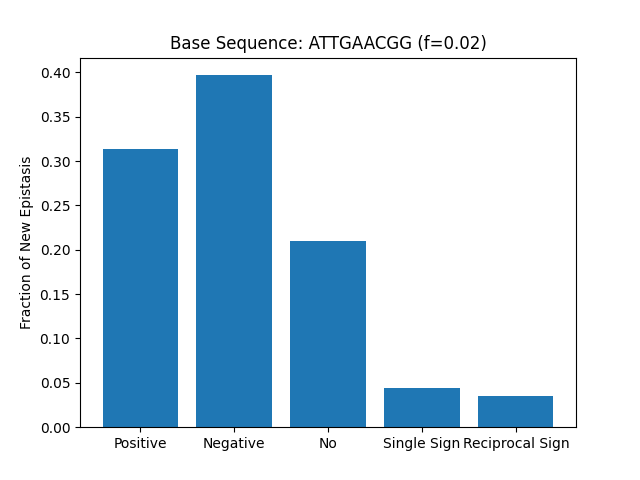 Base Sequence: ATTGAACGG (f=0.02)
Fraction of New Epistasis
0.40
0.35
0.30
0.25
0.20
0.15
0.10
0.05
0.00
Positive
Negative
No
Single Sign
Reciprocal Sign